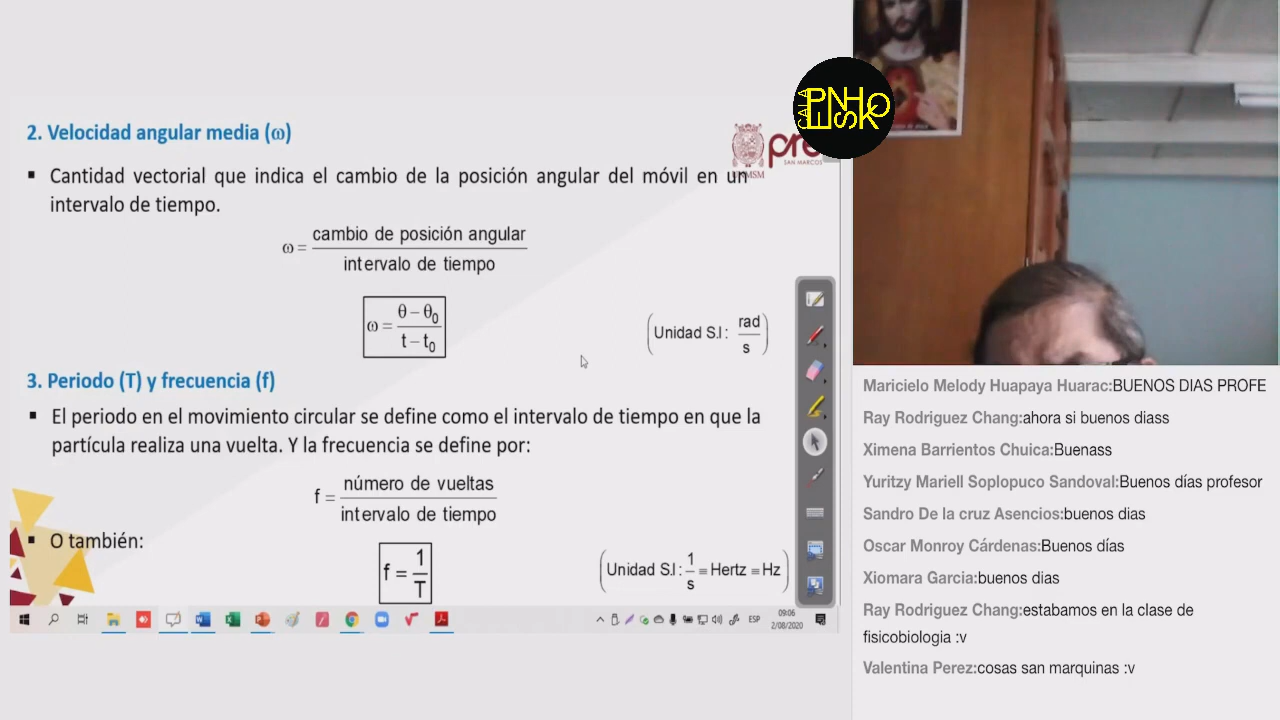 2. Velocidad angular media (ω)
▪ Cantidad vectorial que indica el cambio de la posición angular del móvil en un
intervalo de tiempo.
ω = cambio de posición angular
intervalo de tiempo
ω = θ – θ0
t – t0
(Unidad S.I: rad
s)
3. Periodo (T) y frecuencia (f)
▪ El periodo en el movimiento circular se define como el intervalo de tiempo en que la
partícula realiza una vuelta. Y la frecuencia se define por:
f = número de vueltas
intervalo de tiempo
▪ O también:
f = 1
T
(Unidad S.I: 1
s ≡ Hertz ≡ Hz)
pre
SAN MARCOS
ESP
09:06
2/08/2020
Maricielo Melody Huapaya Huarac:BUENOS DIAS PROFE
Ray Rodriguez Chang:ahora si buenos diass
Ximena Barrientos Chuica:Buenass
Yuritzy Mariell Soplopuco Sandoval:Buenos días profesor
Sandro De la cruz Asencios:buenos dias
Oscar Monroy Cárdenas:Buenos días
Xiomara Garcia:buenos dias
Ray Rodriguez Chang:estabamos en la clase de
fisicobiologia :v
Valentina Perez:cosas san marquinas :v